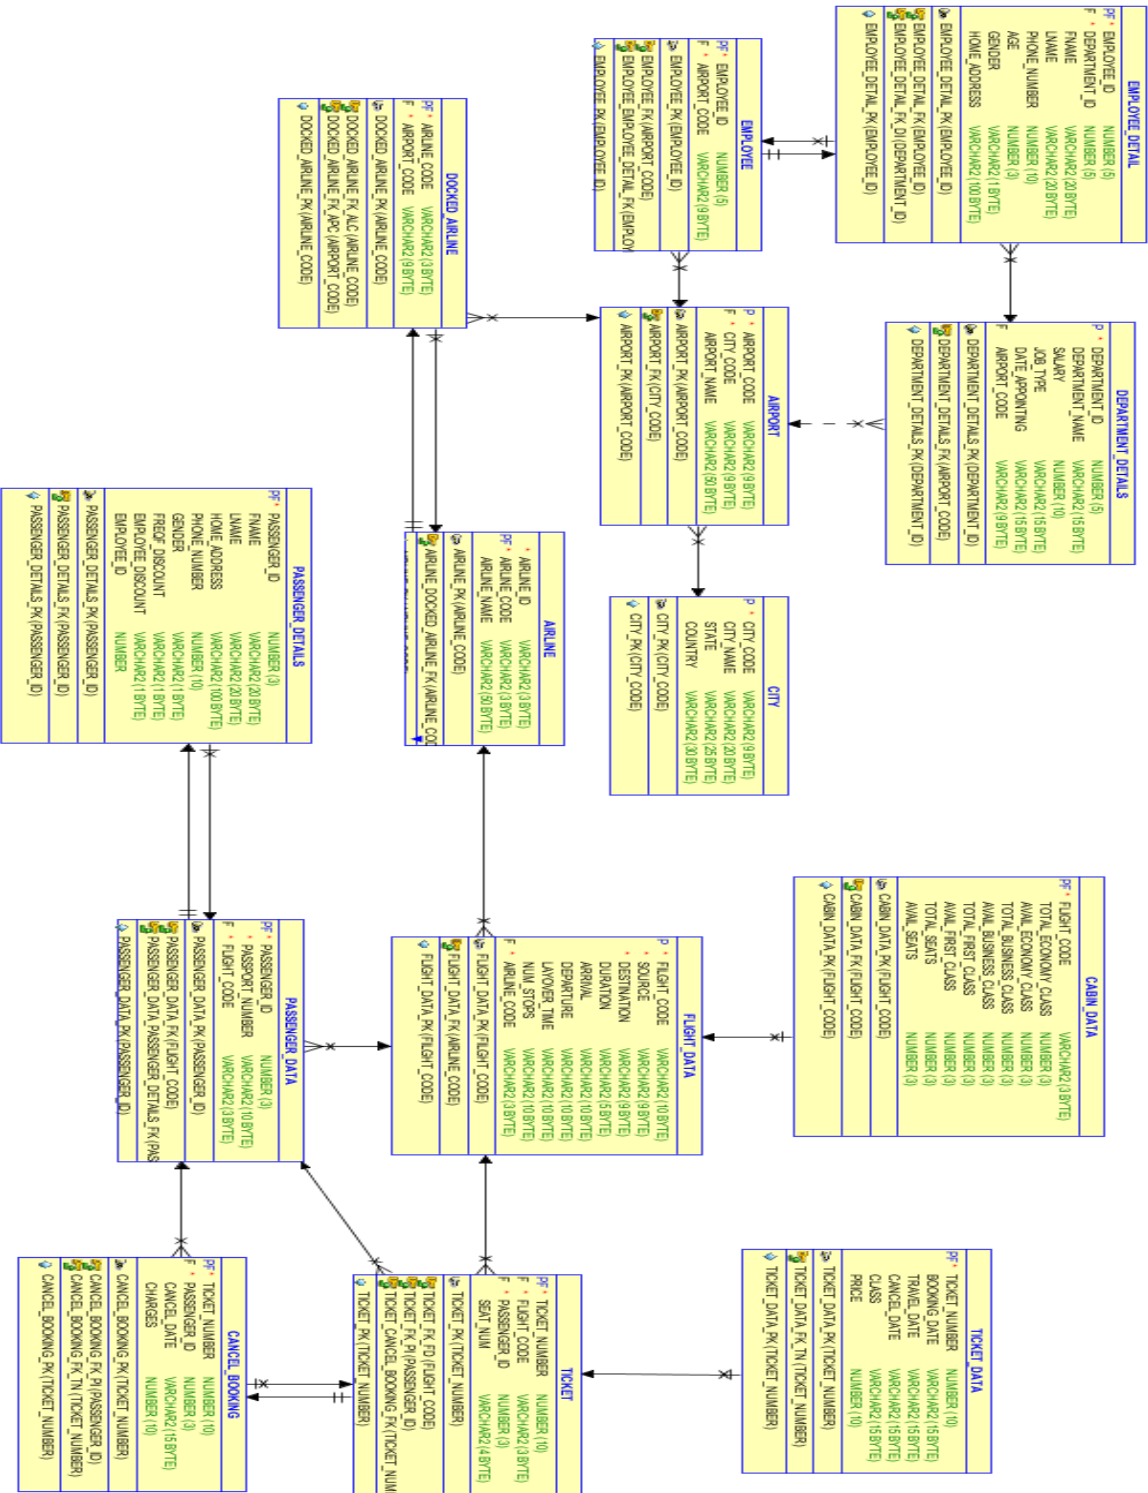 EMPLOYEE_DETAIL
PF* EMPLOYEE_ID NUMBER (5)
F * DEPARTMENT_ID NUMBER (5)
FNAME VARCHAR2 (20 BYTE)
LNAME VARCHAR2 (20 BYTE)
PHONE_NUMBER NUMBER (10)
AGE NUMBER (3)
GENDER VARCHAR2 (1 BYTE)
HOME_ADDRESS VARCHAR2 (100 BYTE)
EMPLOYEE_DETAIL_PK (EMPLOYEE_ID)
EMPLOYEE_DETAIL_FK (EMPLOYEE_ID)
EMPLOYEE_DETAIL_FK_DI (DEPARTMENT_ID)
EMPLOYEE_DETAIL_PK (EMPLOYEE_ID)
DEPARTMENT_DETAILS
P * DEPARTMENT_ID NUMBER (5)
DEPARTMENT_NAME VARCHAR2 (15 BYTE)
SALARY NUMBER (10)
JOB_TYPE VARCHAR2 (15 BYTE)
DATE_APPOINTING VARCHAR2 (15 BYTE)
F AIRPORT_CODE VARCHAR2 (9 BYTE)
DEPARTMENT_DETAILS_PK (DEPARTMENT_ID)
DEPARTMENT_DETAILS_FK (AIRPORT_CODE)
DEPARTMENT_DETAILS_PK (DEPARTMENT_ID)
CABIN_DATA
PF* FLIGHT_CODE VARCHAR2 (3 BYTE)
TOTAL_ECONOMY_CLASS NUMBER (3)
AVAIL_ECONOMY_CLASS NUMBER (3)
TOTAL_BUSINESS_CLASS NUMBER (3)
AVAIL_BUSINESS_CLASS NUMBER (3)
TOTAL_FIRST_CLASS NUMBER (3)
AVAIL_FIRST_CLASS NUMBER (3)
TOTAL_SEATS NUMBER (3)
AVAIL_SEATS NUMBER (3)
CABIN_DATA_PK (FLIGHT_CODE)
CABIN_DATA_FK (FLIGHT_CODE)
CABIN_DATA_PK (FLIGHT_CODE)
TICKET_DATA
PF* TICKET_NUMBER NUMBER (10)
BOOKING_DATE VARCHAR2 (15 BYTE)
TRAVEL_DATE VARCHAR2 (15 BYTE)
CANCEL_DATE VARCHAR2 (15 BYTE)
CLASS VARCHAR2 (15 BYTE)
PRICE NUMBER (10)
TICKET_DATA_PK (TICKET_NUMBER)
TICKET_DATA_FK_TN (TICKET_NUMBER)
TICKET_DATA_PK (TICKET_NUMBER)
EMPLOYEE
PF* EMPLOYEE_ID NUMBER (5)
F * AIRPORT_CODE VARCHAR2 (9 BYTE)
EMPLOYEE_PK (EMPLOYEE_ID)
EMPLOYEE_FK (AIRPORT_CODE)
EMPLOYEE_EMPLOYEE_DETAIL_FK (EMPLOY
EMPLOYEE_PK (EMPLOYEE_ID)
AIRPORT
P * AIRPORT_CODE VARCHAR2 (9 BYTE)
F * CITY_CODE VARCHAR2 (9 BYTE)
AIRPORT_NAME VARCHAR2 (50 BYTE)
AIRPORT_PK (AIRPORT_CODE)
AIRPORT_FK (CITY_CODE)
AIRPORT_PK (AIRPORT_CODE)
CITY
P * CITY_CODE VARCHAR2 (9 BYTE)
CITY_NAME VARCHAR2 (20 BYTE)
STATE VARCHAR2 (25 BYTE)
COUNTRY VARCHAR2 (30 BYTE)
CITY_PK (CITY_CODE)
CITY_PK (CITY_CODE)
FLIGHT_DATA
P * FILGHT_CODE VARCHAR2 (10 BYTE)
* SOURCE VARCHAR2 (9 BYTE)
* DESTINATION VARCHAR2 (9 BYTE)
DURATION VARCHAR2 (5 BYTE)
ARRIVAL VARCHAR2 (10 BYTE)
DEPARTURE VARCHAR2 (10 BYTE)
LAYOVER_TIME VARCHAR2 (10 BYTE)
NUM_STOPS VARCHAR2 (10 BYTE)
F * AIRLINE_CODE VARCHAR2 (3 BYTE)
FLIGHT_DATA_PK (FLIGHT_CODE)
FLIGHT_DATA_FK (AIRLINE_CODE)
FLIGHT_DATA_PK (FLIGHT_CODE)
TICKET
PF* TICKET_NUMBER NUMBER (10)
F * FLIGHT_CODE VARCHAR2 (3 BYTE)
F * PASSENGER_ID NUMBER (3)
SEAT_NUM VARCHAR2 (4 BYTE)
TICKET_PK (TICKET_NUMBER)
TICKET_FK_FD (FLIGHT_CODE)
TICKET_FK_PI (PASSENGER_ID)
TICKET_CANCEL_BOOKING_FK (TICKET_NUM
TICKET_PK (TICKET_NUMBER)
AIRLINE
* AIRLINE_ID VARCHAR2 (3 BYTE)
PF* AIRLINE_CODE VARCHAR2 (3 BYTE)
AIRLINE_NAME VARCHAR2 (50 BYTE)
AIRLINE_PK (AIRLINE_CODE)
AIRLINE_DOCKED_AIRLINE_FK (AIRLINE_COD
DOCKED_AIRLINE
PF* AIRLINE_CODE VARCHAR2 (3 BYTE)
F * AIRPORT_CODE VARCHAR2 (9 BYTE)
DOCKED_AIRLINE_PK (AIRLINE_CODE)
DOCKED_AIRLINE_FK_ALC (AIRLINE_CODE)
DOCKED_AIRLINE_FK_APC (AIRPORT_CODE)
DOCKED_AIRLINE_PK (AIRLINE_CODE)
PASSENGER_DETAILS
PF* PASSENGER_ID NUMBER (3)
FNAME VARCHAR2 (20 BYTE)
LNAME VARCHAR2 (20 BYTE)
HOME_ADDRESS VARCHAR2 (100 BYTE)
PHONE_NUMBER NUMBER (10)
GENDER VARCHAR2 (1 BYTE)
FREQF_DISCOUNT VARCHAR2 (1 BYTE)
EMPLOYEE_DISCOUNT VARCHAR2 (1 BYTE)
EMPLOYEE_ID NUMBER
PASSENGER_DETAILS_PK (PASSENGER_ID)
PASSENGER_DETAILS_FK (PASSENGER_ID)
PASSENGER_DETAILS_PK (PASSENGER_ID)
PASSENGER_DATA
PF* PASSENGER_ID NUMBER (3)
* PASSPORT_NUMBER VARCHAR2 (10 BYTE)
F * FLIGHT_CODE VARCHAR2 (3 BYTE)
PASSENGER_DATA_PK (PASSENGER_ID)
PASSENGER_DATA_FK (FLIGHT_CODE)
PASSENGER_DATA_PASSENGER_DETAILS_FK (PAS
PASSENGER_DATA_PK (PASSENGER_ID)
CANCEL_BOOKING
PF* TICKET_NUMBER NUMBER (10)
F * PASSENGER_ID NUMBER (3)
CANCEL_DATE VARCHAR2 (15 BYTE)
CHARGES NUMBER (10)
CANCEL_BOOKING_PK (TICKET_NUMBER)
CANCEL_BOOKING_FK_PI (PASSENGER_ID)
CANCEL_BOOKING_FK_TN (TICKET_NUMBER)
CANCEL_BOOKING_PK (TICKET_NUMBER)